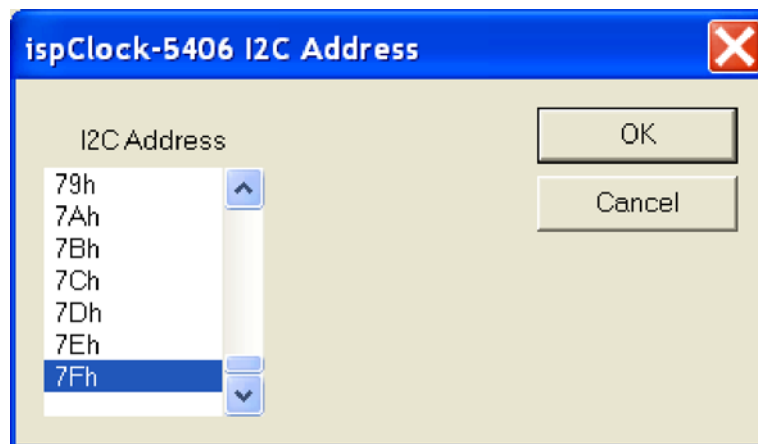 ispClock-5406 I2C Address
I2C Address
79h
7Ah
7Bh
7Ch
7Dh
7Eh
7Fh
OK
Cancel